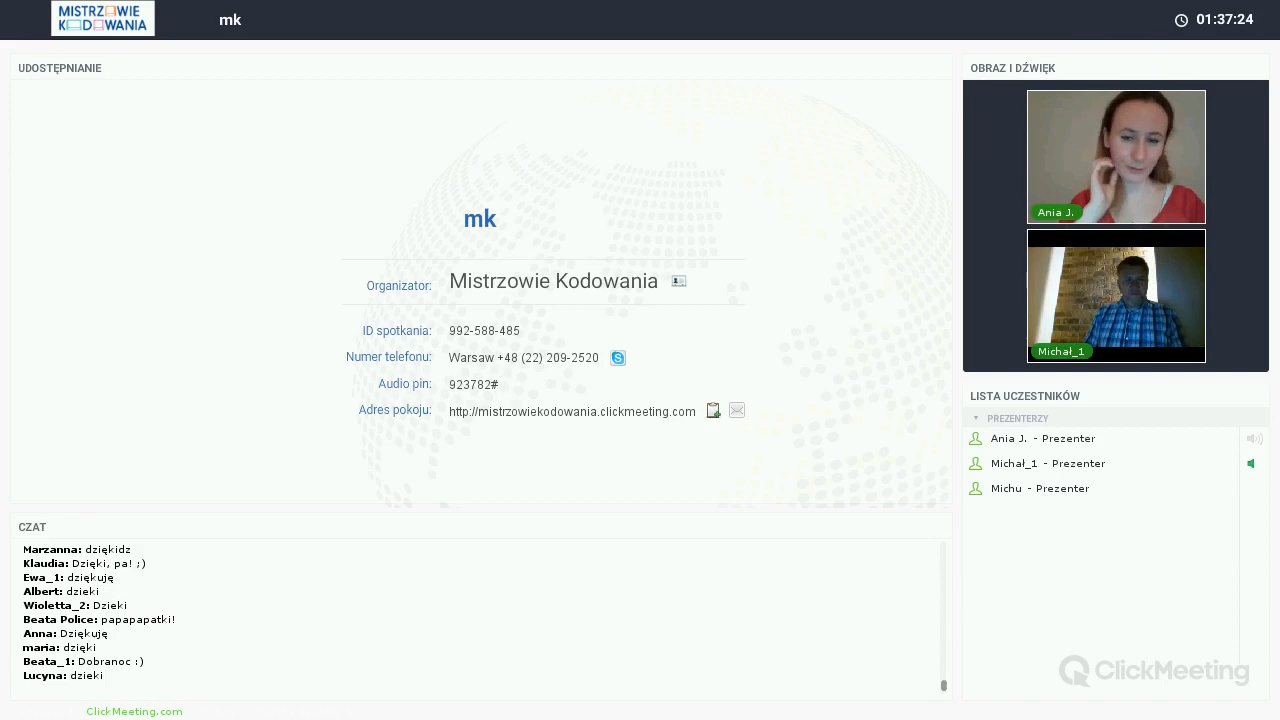 MISTRZOWIE
KODOWANIA
mk
01:37:24
UDOSTĘPNIANIE
mk
Organizator: Mistrzowie Kodowania
ID spotkania: 992-588-485
Numer telefonu: Warsaw +48 (22) 209-2520
Audio pin: 923782#
Adres pokoju: http://mistrzowiekodowania.clickmeeting.com
CZAT
Marzanna: dziękidz
Klaudia: Dzięki, pa! ;)
Ewa_1: dziękuję
Albert: dzieki
Wioletta_2: Dzieki
Beata Police: papapapatki!
Anna: Dziękuję
maria: dzięki
Beata_1: Dobranoc :)
Lucyna: dzieki
ClickMeeting.com
OBRAZ I DŹWIĘK
Ania J.
Michał_1
LISTA UCZESTNIKÓW
PREZENTERZY
Ania J. - Prezenter
Michał_1 - Prezenter
Michu - Prezenter
ClickMeeting